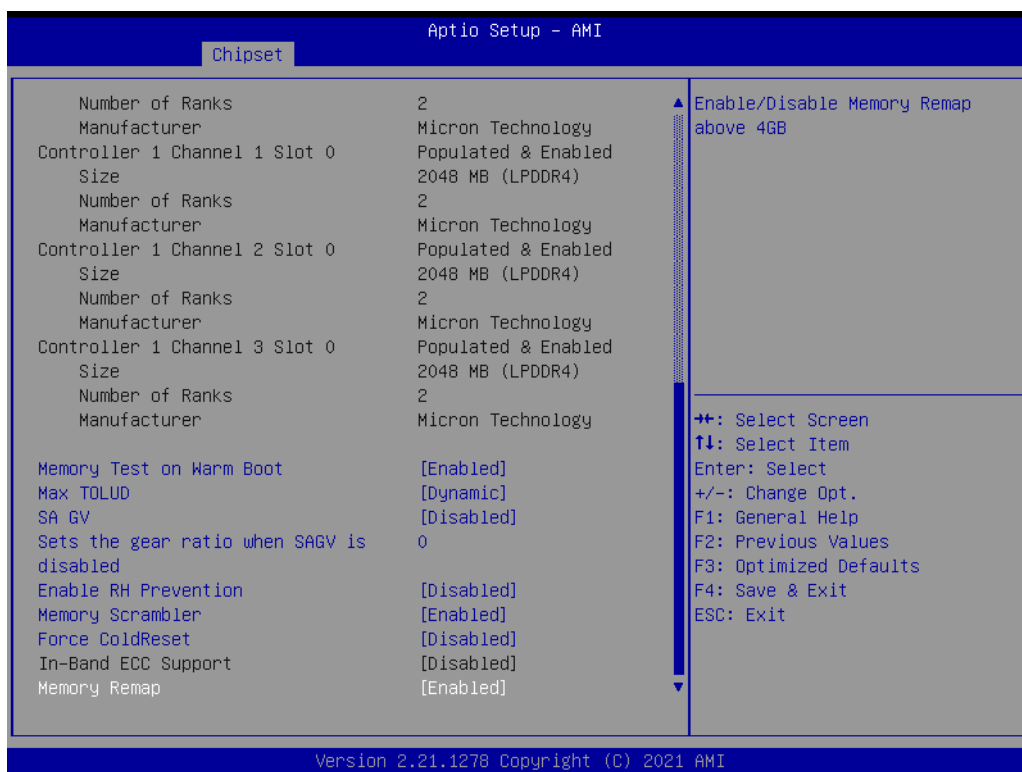 Aptio Setup – AMI
Chipset
Number of Ranks 2
Manufacturer Micron Technology
Controller 1 Channel 1 Slot 0 Populated & Enabled
Size 2048 MB (LPDDR4)
Number of Ranks 2
Manufacturer Micron Technology
Controller 1 Channel 2 Slot 0 Populated & Enabled
Size 2048 MB (LPDDR4)
Number of Ranks 2
Manufacturer Micron Technology
Controller 1 Channel 3 Slot 0 Populated & Enabled
Size 2048 MB (LPDDR4)
Number of Ranks 2
Manufacturer Micron Technology
Memory Test on Warm Boot [Enabled]
Max TOLUD [Dynamic]
SA GV [Disabled]
Sets the gear ratio when SAGV is 0
disabled
Enable RH Prevention [Disabled]
Memory Scrambler [Enabled]
Force ColdReset [Disabled]
In-Band ECC Support [Disabled]
Memory Remap [Enabled]
Enable/Disable Memory Remap
above 4GB
→←: Select Screen
↑↓: Select Item
Enter: Select
+/-: Change Opt.
F1: General Help
F2: Previous Values
F3: Optimized Defaults
F4: Save & Exit
ESC: Exit
Version 2.21.1278 Copyright (C) 2021 AMI